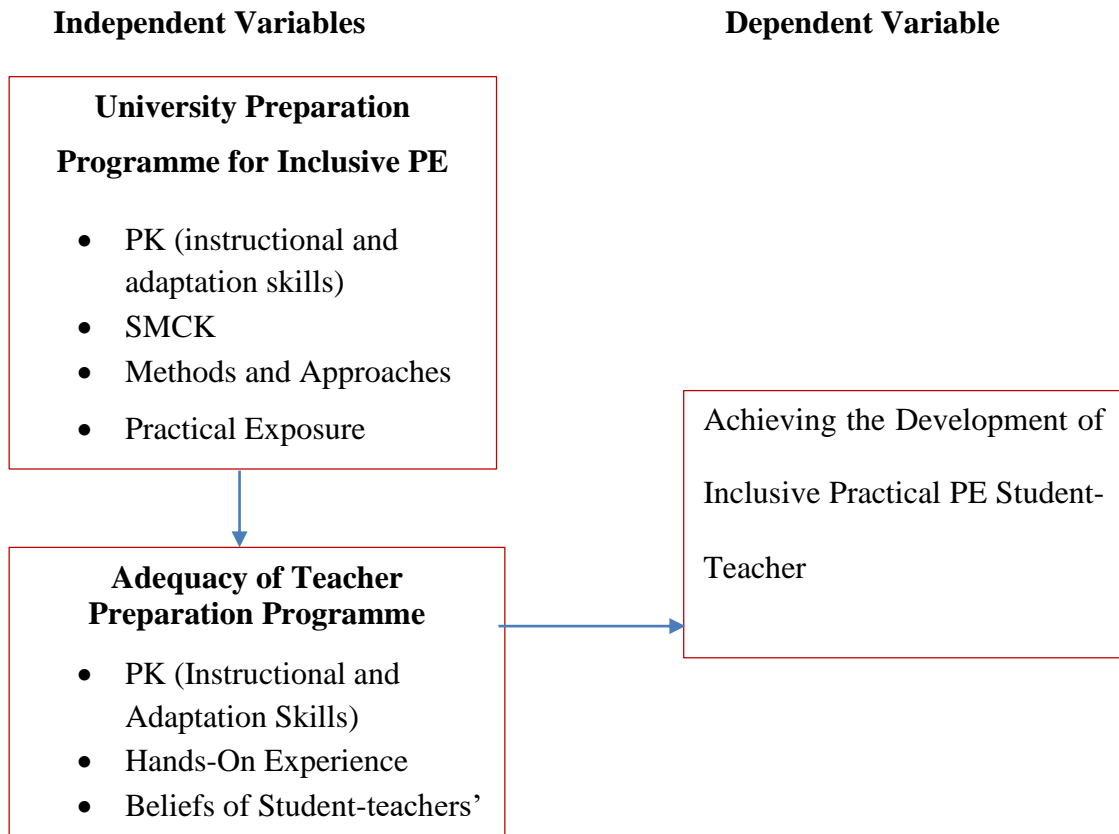 Independent Variables
Dependent Variable
University Preparation
Programme for Inclusive PE
• PK (instructional and
adaptation skills)
• SMCK
• Methods and Approaches
• Practical Exposure
Adequacy of Teacher
Preparation Programme
• PK (Instructional and
Adaptation Skills)
• Hands-On Experience
• Beliefs of Student-teachers’
Achieving the Development of
Inclusive Practical PE Student-
Teacher